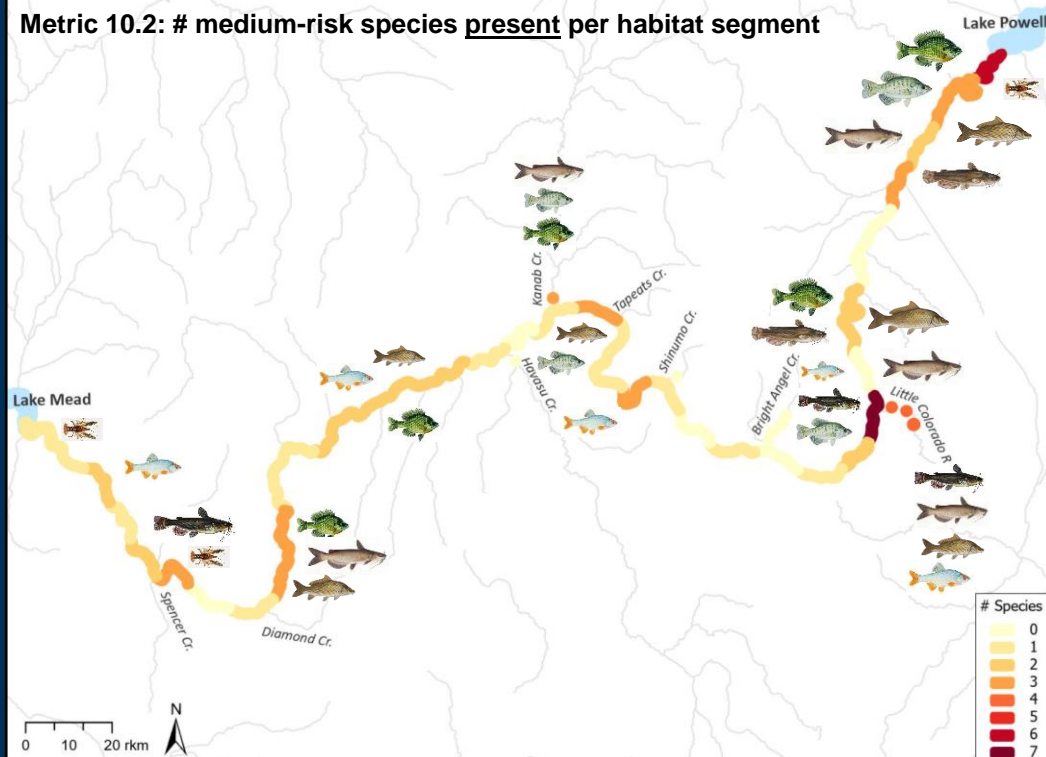 Metric 10.2: # medium-risk species present per habitat segment
Lake Powell
Kanab Cr.
Tapeats Cr.
Shinumo Cr.
Havasu Cr.
Bright Angel Cr.
Little Colorado R
Lake Mead
Spencer Cr.
Diamond Cr.
# Species
0
1
2
3
4
5
6
7
N
0 10 20 rkm